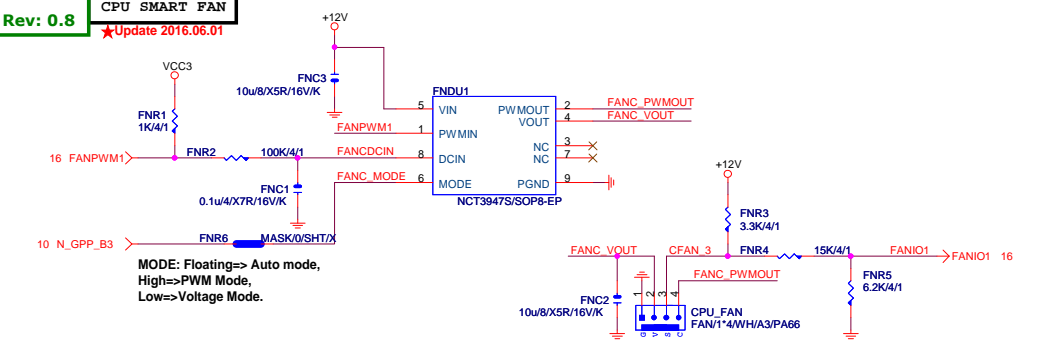 CPU SMART FAN
Rev: 0.8
★Update 2016.06.01
+12V
VCC3
FNC3
10u/8/X5R/16V/K
FNR1
1K/4/1
16 FANPWM1
FNR2
100K/4/1
FNC1
0.1u/4/X7R/16V/K
10 N_GPP_B3
FNR6
MASK/0/SHT/X
MODE: Floating=> Auto mode,
High=>PWM Mode,
Low=>Voltage Mode.
FANPWM1
FANCDCIN
FANC_MODE
FNDU1
5 VIN
1 PWMIN
8 DCIN
6 MODE
PWMOUT 2
VOUT 4
NC 3
NC 7
PGND 9
NCT3947S/SOP8-EP
FANC_PWMOUT
FANC_VOUT
+12V
FNR3
3.3K/4/1
FANC_VOUT
CFAN_3
FNR4
15K/4/1
FANIO1
FANIO1 16
FANC_PWMOUT
FNR5
6.2K/4/1
FNC2
10u/8/X5R/16V/K
1 2 3 4
G V S C
CPU_FAN
FAN/1*4/WH/A3/PA66